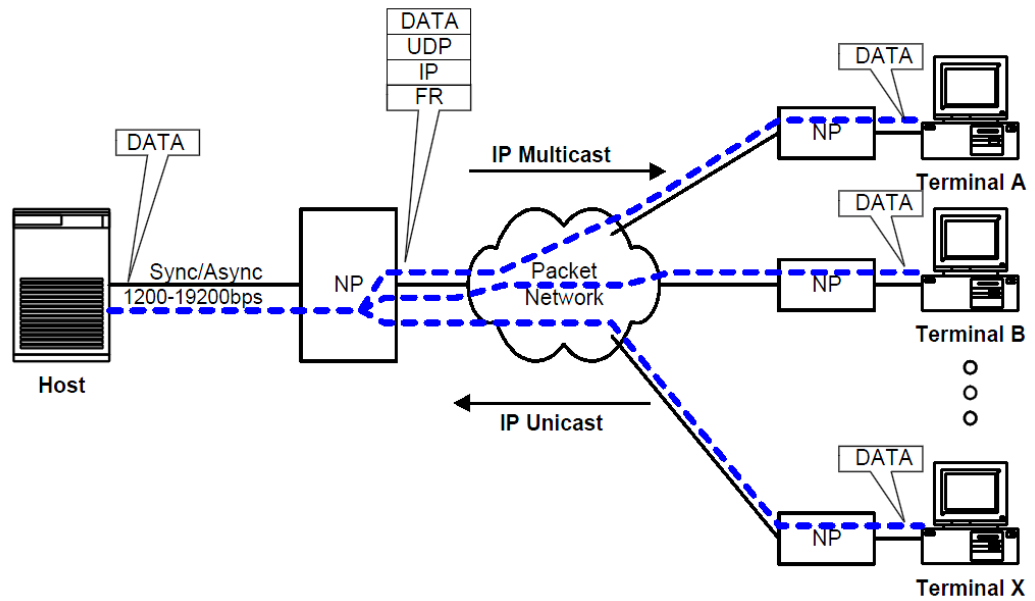 DATA
UDP
IP
FR
DATA
DATA
NP
IP Multicast
Terminal A
DATA
Sync/Async
1200-19200bps
NP
Packet
Network
NP
Terminal B
Host
IP Unicast
DATA
NP
Terminal X